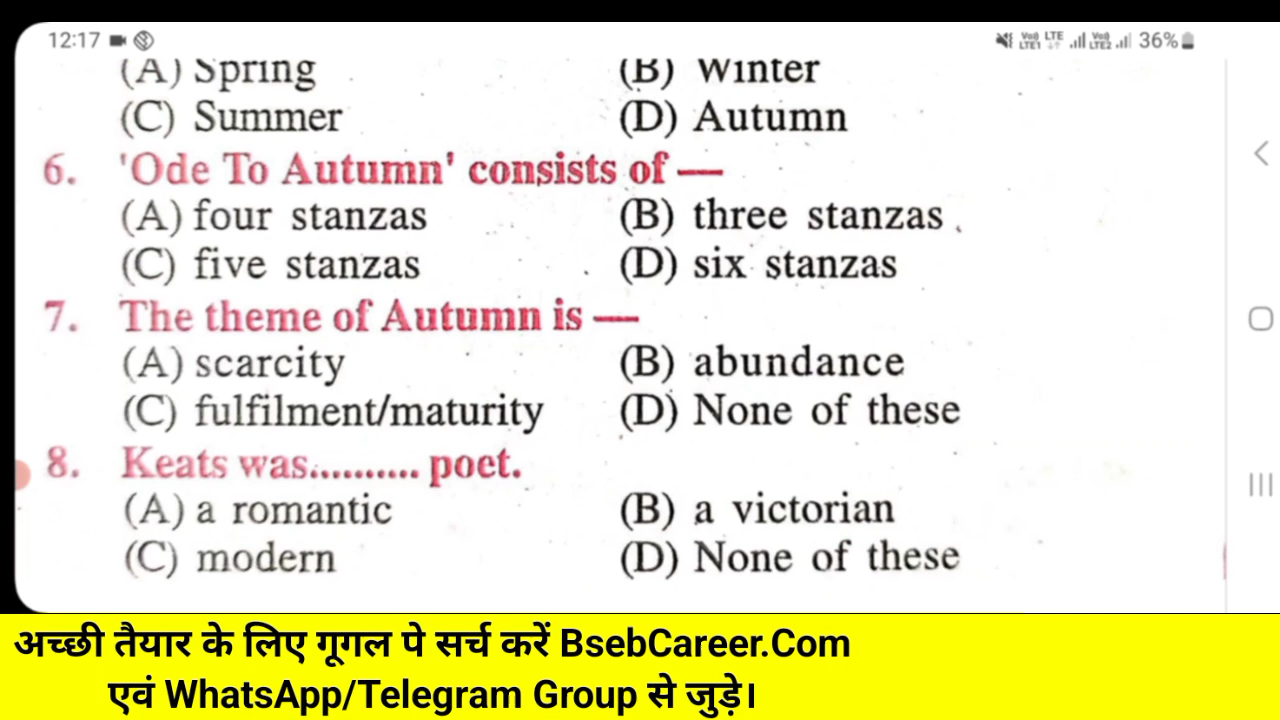 12:17 36%
(A) Spring (B) Winter
(C) Summer (D) Autumn
6. 'Ode To Autumn' consists of —
(A) four stanzas (B) three stanzas
(C) five stanzas (D) six stanzas
7. The theme of Autumn is —
(A) scarcity (B) abundance
(C) fulfilment/maturity (D) None of these
8. Keats was.......... poet.
(A) a romantic (B) a victorian
(C) modern (D) None of these
अच्छी तैयार के लिए गूगल पे सर्च करें BsebCareer.Com
एवं WhatsApp/Telegram Group से जुड़े।